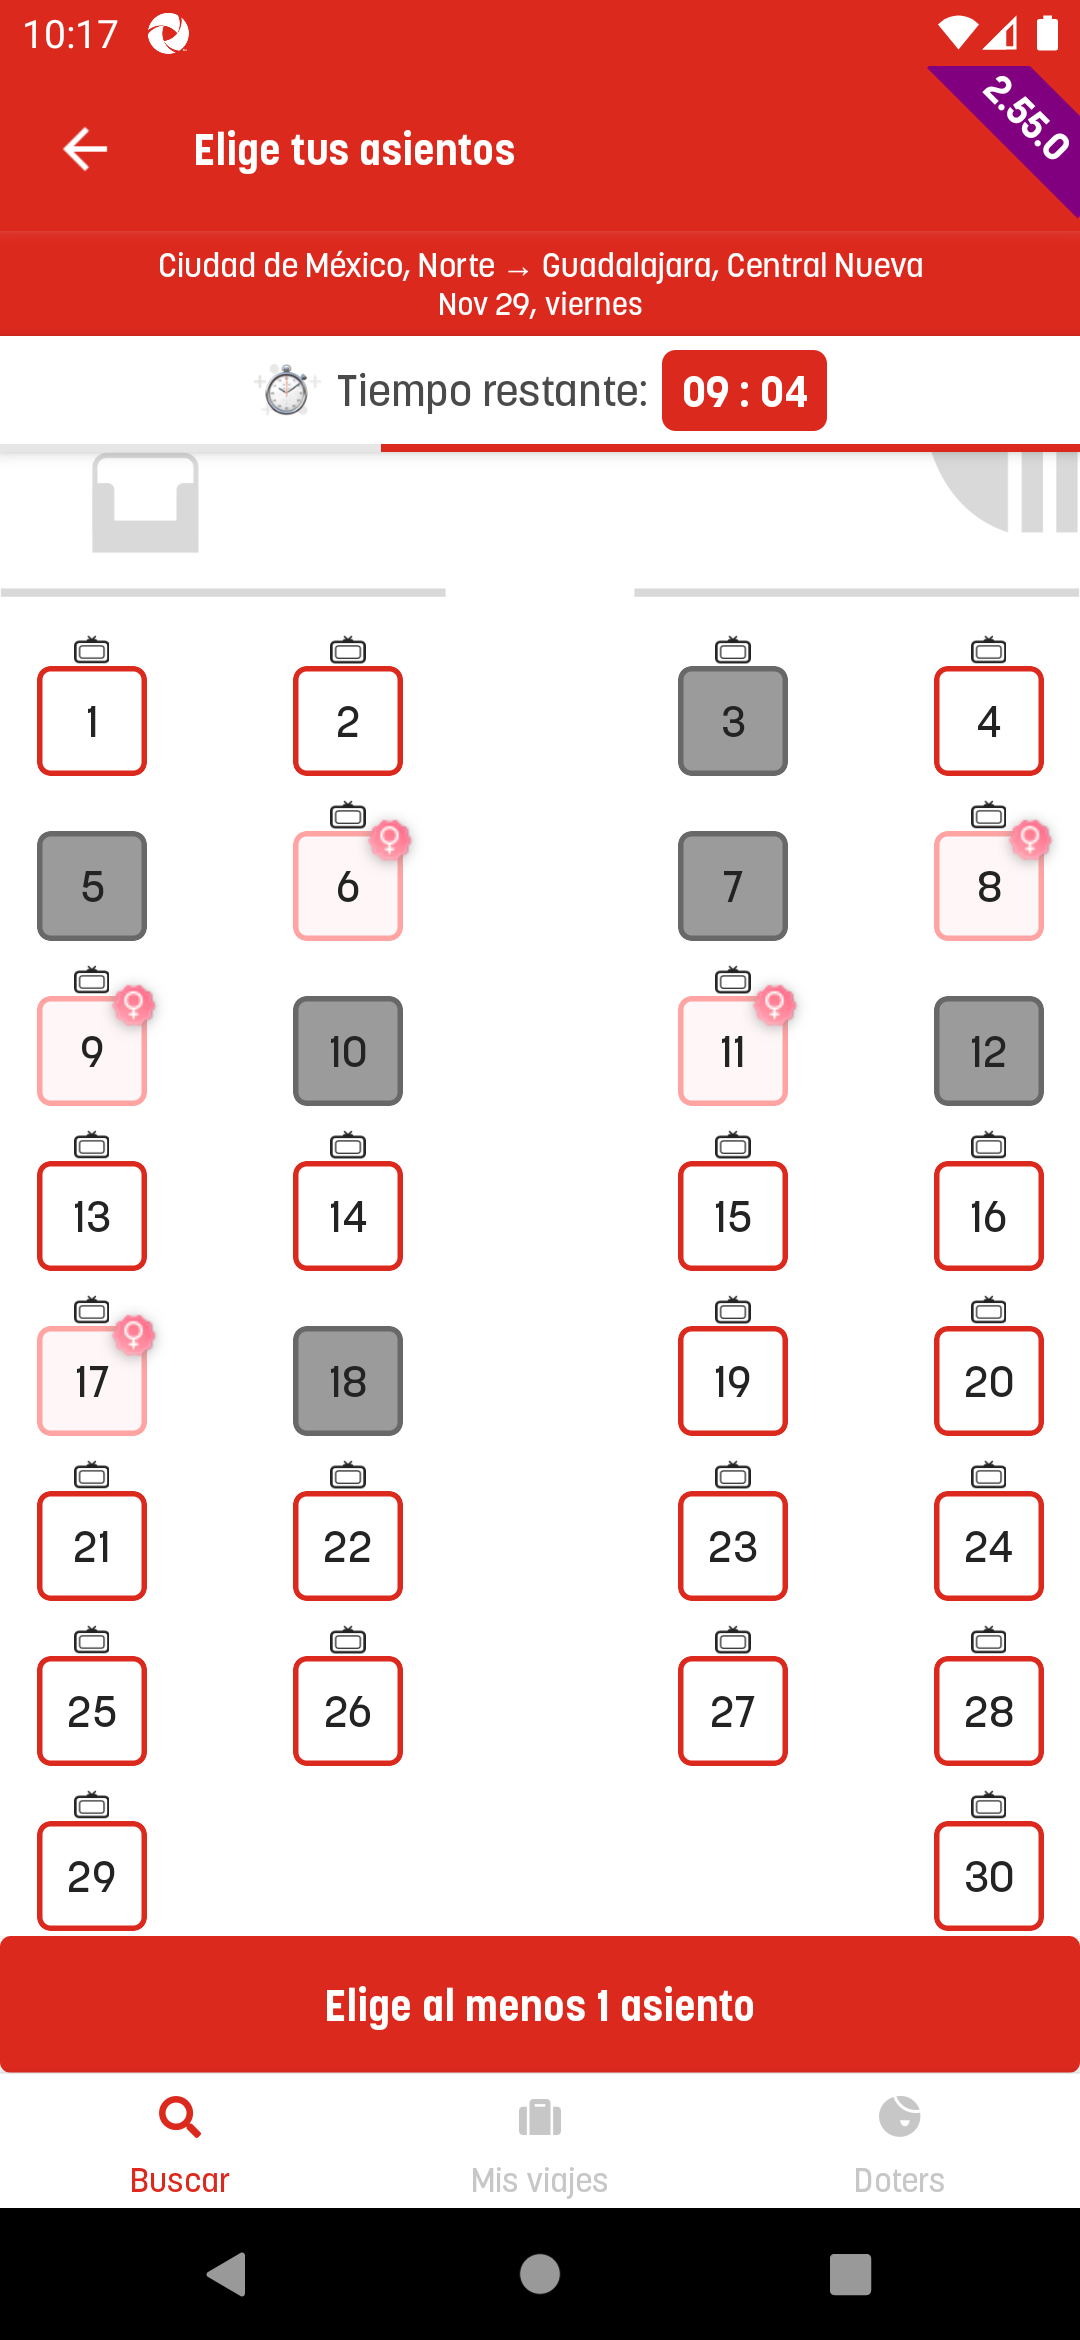 10:17
2.55.0
Elige tus asientos
Ciudad de México, Norte → Guadalajara, Central Nueva
Nov 29, viernes
Tiempo restante: 09 : 04
1 2 3 4
5 6 7 8
9 10 11 12
13 14 15 16
17 18 19 20
21 22 23 24
25 26 27 28
29 30
Elige al menos 1 asiento
Buscar Mis viajes Doters